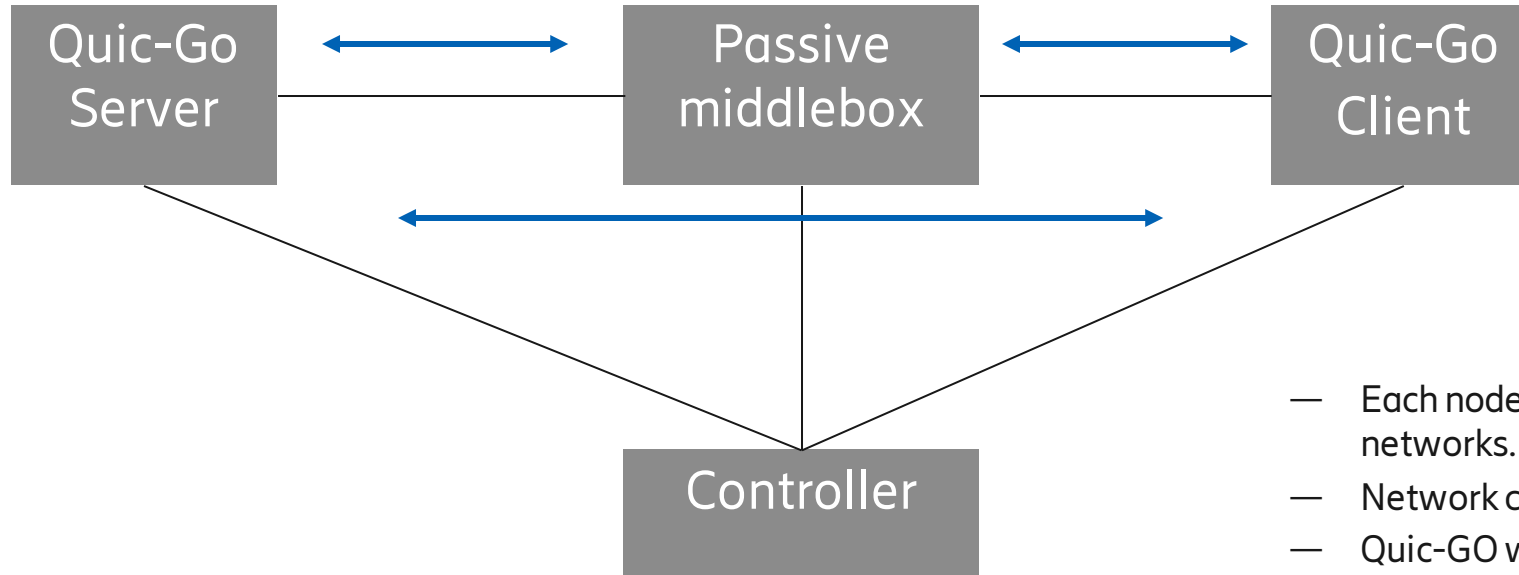 Quic-Go
Server
Passive
middlebox
Quic-Go
Client
Controller
— Each node
networks.
— Network c
— Quic-GO w